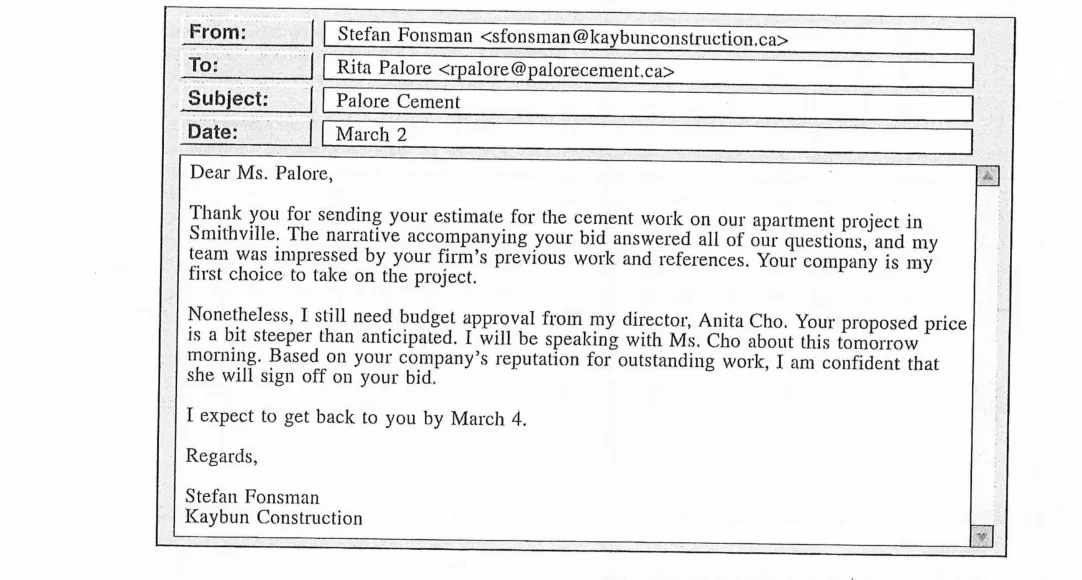 From: Stefan Fonsman <sfonsman@kaybunconstruction.ca>
To: Rita Palore <rpalore@palorecement.ca>
Subject: Palore Cement
Date: March 2
Dear Ms. Palore,
Thank you for sending your estimate for the cement work on our apartment project in
Smithville. The narrative accompanying your bid answered all of our questions, and my
team was impressed by your firm's previous work and references. Your company is my
first choice to take on the project.
Nonetheless, I still need budget approval from my director, Anita Cho. Your proposed price
is a bit steeper than anticipated. I will be speaking with Ms. Cho about this tomorrow
morning. Based on your company's reputation for outstanding work, I am confident that
she will sign off on your bid.
I expect to get back to you by March 4.
Regards,
Stefan Fonsman
Kaybun Construction